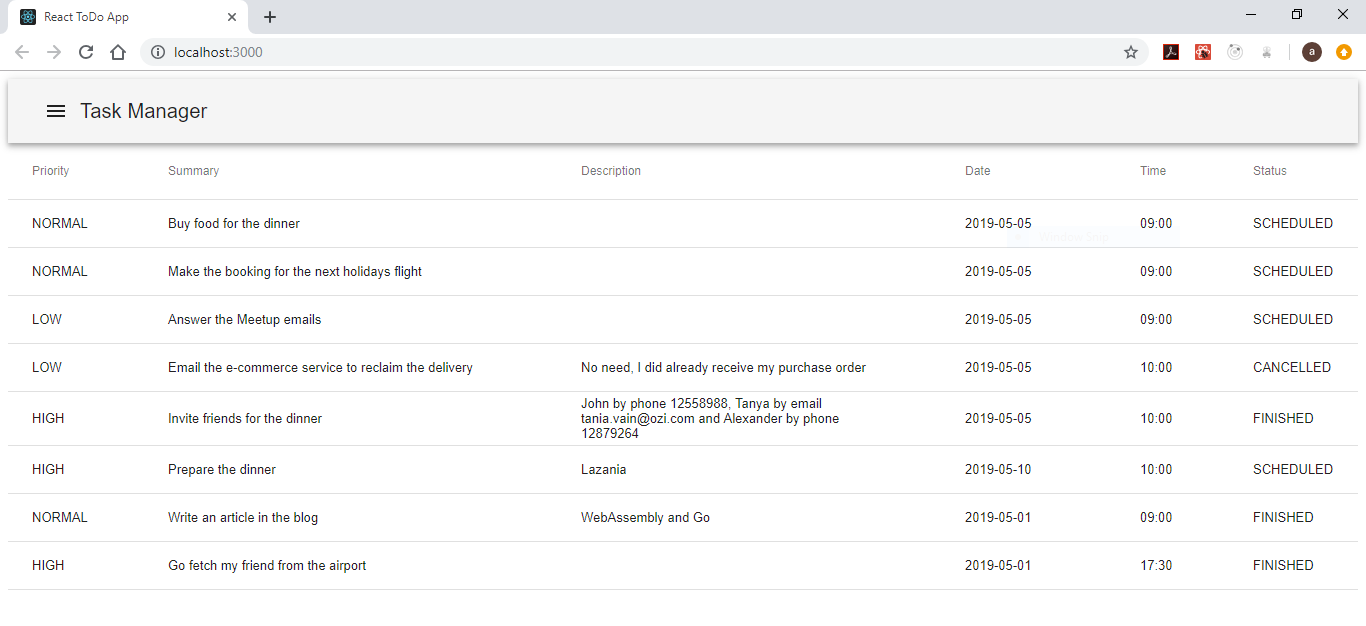 React ToDo App
localhost:3000
a
Task Manager
Priority Summary Description Date Time Status
NORMAL Buy food for the dinner 2019-05-05 09:00 SCHEDULED
NORMAL Make the booking for the next holidays flight 2019-05-05 09:00 SCHEDULED
LOW Answer the Meetup emails 2019-05-05 09:00 SCHEDULED
LOW Email the e-commerce service to reclaim the delivery No need, I did already receive my purchase order 2019-05-05 10:00 CANCELLED
John by phone 12558988, Tanya by email
HIGH Invite friends for the dinner tania.vain@ozi.com and Alexander by phone 2019-05-05 10:00 FINISHED
12879264
HIGH Prepare the dinner Lazania 2019-05-10 10:00 SCHEDULED
NORMAL Write an article in the blog WebAssembly and Go 2019-05-01 09:00 FINISHED
HIGH Go fetch my friend from the airport 2019-05-01 17:30 FINISHED